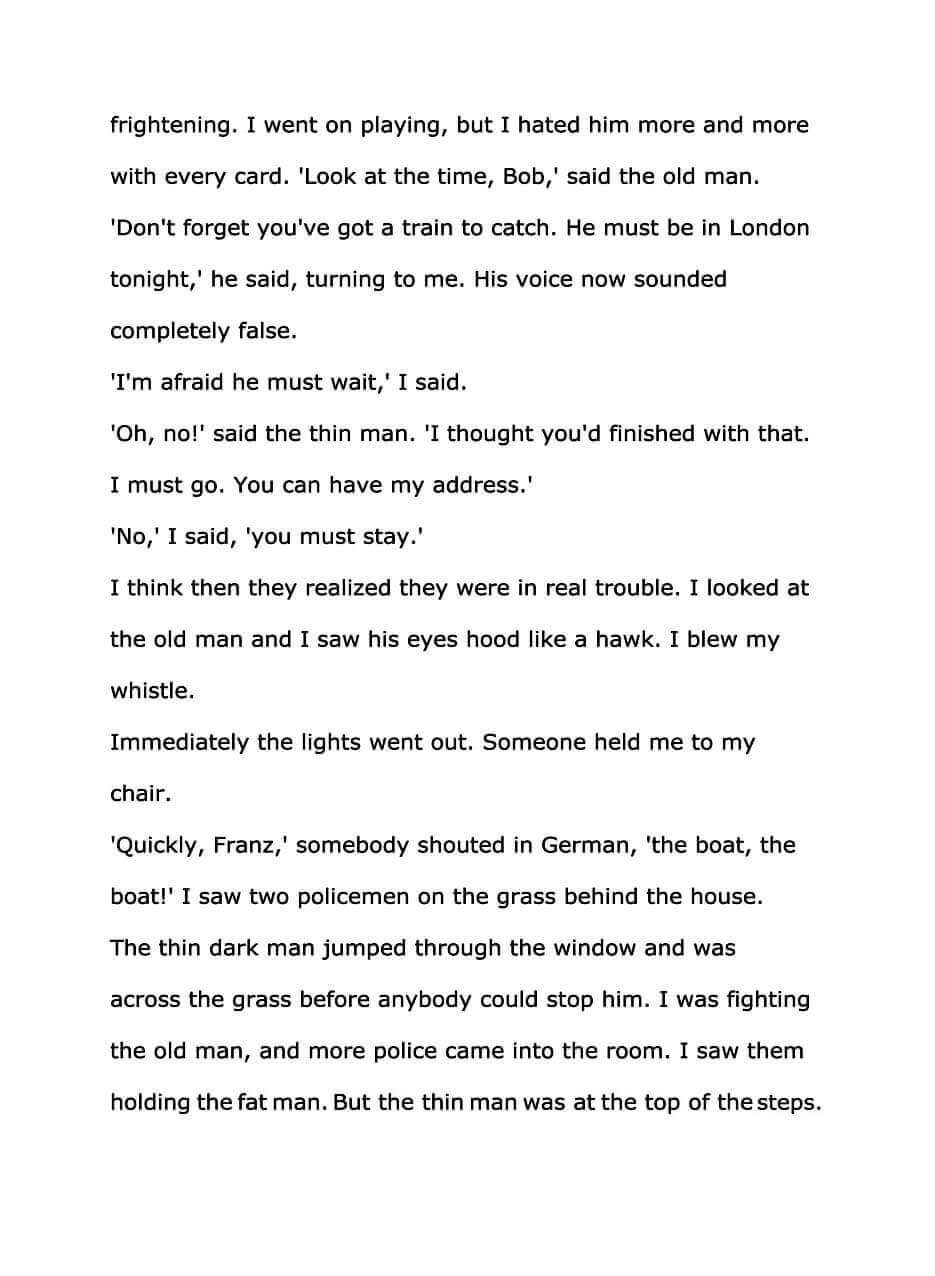 frightening. I went on playing, but I hated him more and more
with every card. 'Look at the time, Bob,' said the old man.
'Don't forget you've got a train to catch. He must be in London
tonight,' he said, turning to me. His voice now sounded
completely false.
'I'm afraid he must wait,' I said.
'Oh, no!' said the thin man. 'I thought you'd finished with that.
I must go. You can have my address.'
'No,' I said, 'you must stay.'
I think then they realized they were in real trouble. I looked at
the old man and I saw his eyes hood like a hawk. I blew my
whistle.
Immediately the lights went out. Someone held me to my
chair.
'Quickly, Franz,' somebody shouted in German, 'the boat, the
boat!' I saw two policemen on the grass behind the house.
The thin dark man jumped through the window and was
across the grass before anybody could stop him. I was fighting
the old man, and more police came into the room. I saw them
holding the fat man. But the thin man was at the top of the steps.